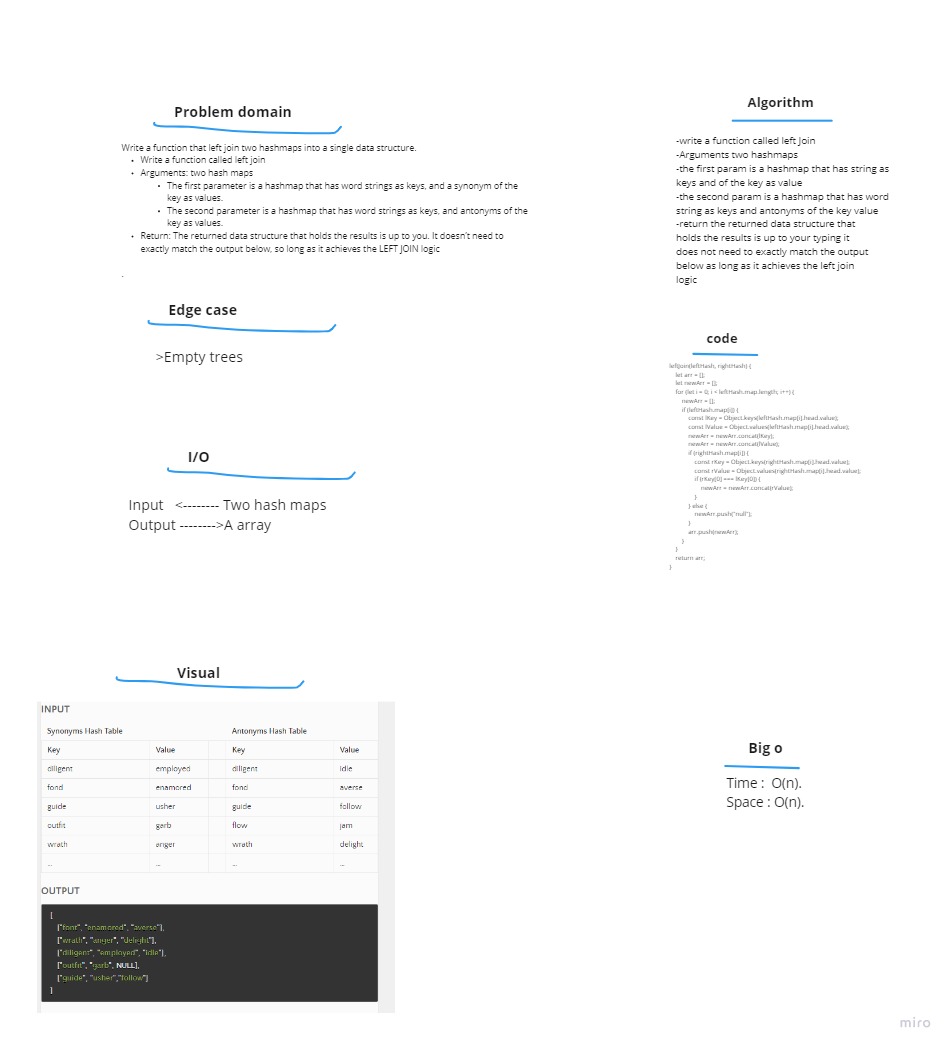 Problem domain
Write a function that left join two hashmaps into a single data structure.
• Write a function called left join
• Arguments: two hash maps
• The first parameter is a hashmap that has word strings as keys, and a synonym of the
key as values.
• The second parameter is a hashmap that has word strings as keys, and antonyms of the
key as values.
• Return: The returned data structure that holds the results is up to you. It doesn't need to
exactly match the output below, so long as it achieves the LEFT JOIN logic
.
Edge case
>Empty trees
I/O
Input <-------- Two hash maps
Output -------->A array
Visual
INPUT
Synonyms Hash Table Antonyms Hash Table
Key Value Key Value
diligent employed diligent idle
fond enamored fond averse
guide usher guide follow
outfit garb flow jam
wrath anger wrath delight
... ... ... ...
OUTPUT
[
["font", "enamored", "averse"],
["wrath", "anger", "delight"],
["diligent", "employed", "idle"],
["outfit", "garb", NULL],
["guide", "usher","follow"]
]
Algorithm
-write a function called left Join
-Arguments two hashmaps
-the first param is a hashmap that has string as
keys and of the key as value
-the second param is a hashmap that has word
string as keys and antonyms of the key value
-return the returned data structure that
holds the results is up to your typing it
does not need to exactly match the output
below as long as it achieves the left join
logic
code
leftJoin(leftHash, rightHash) {
let arr = [];
let newArr = [];
for (let i = 0; i < leftHash.map.length; i++) {
newArr = [];
if (leftHash.map[i]) {
const lKey = Object.keys(leftHash.map[i].head.value);
const lValue = Object.values(leftHash.map[i].head.value);
newArr = newArr.concat(lKey);
newArr = newArr.concat(lValue);
if (rightHash.map[i]) {
const rKey = Object.keys(rightHash.map[i].head.value);
const rValue = Object.values(rightHash.map[i].head.value);
if (rKey[0] === lKey[0]) {
newArr = newArr.concat(rValue);
}
} else {
newArr.push("null");
}
arr.push(newArr);
}
}
return arr;
}
Big o
Time : O(n).
Space : O(n).
miro